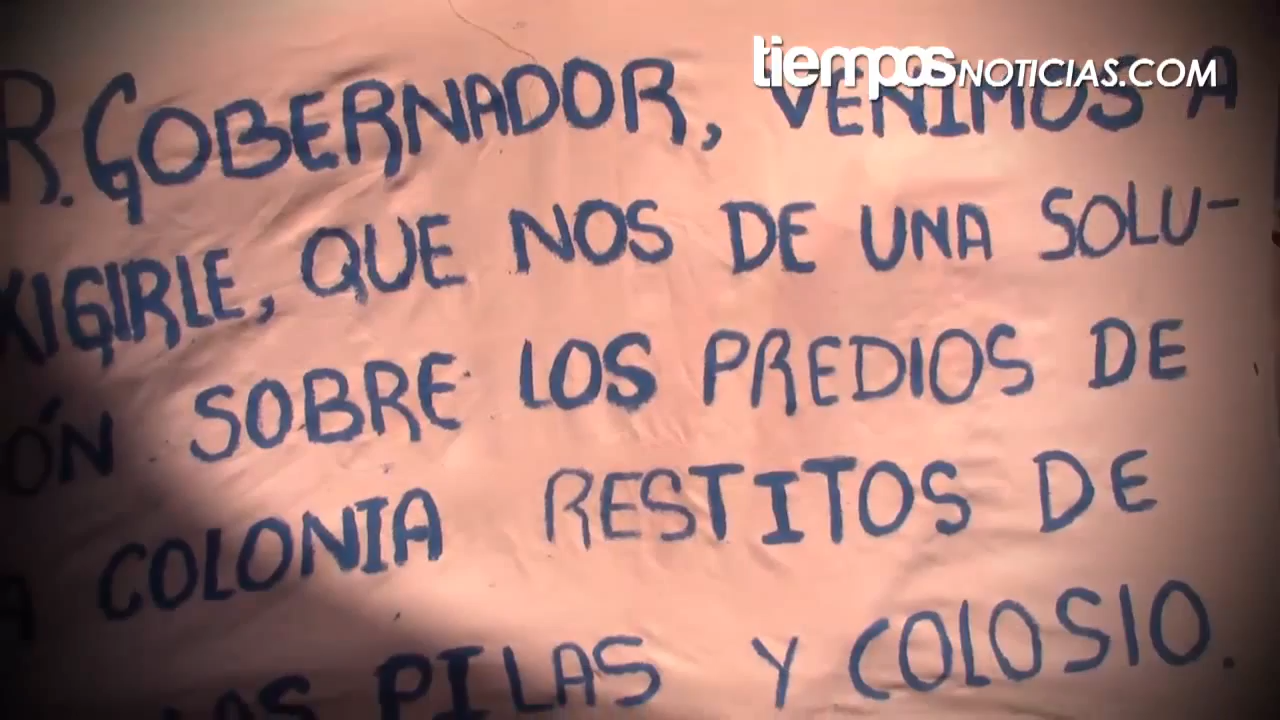 tiemposNOTICIAS.COM
R. GOBERNADOR, VENIMOS A
XIGIRLE, QUE NOS DE UNA SOLU-
ÓN SOBRE LOS PREDIOS DE
A COLONIA RESTITOS DE
AS PILAS Y COLOSIO.